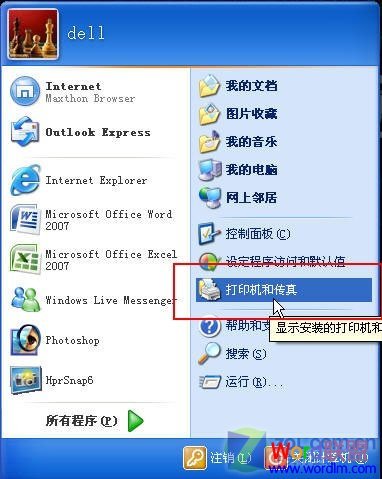 dell
Internet
Maxthon Browser
Outlook Express
Internet Explorer
Microsoft Office Word
2007
Microsoft Office Excel
2007
Windows Live Messenger
Photoshop
HprSnap6
所有程序(P)
我的文档
图片收藏
我的音乐
我的电脑
网上邻居
控制面板(C)
设定程序访问和默认值
打印机和传真
显示安装的打印机和
帮助和支
搜索(S)
运行(R)...
注销(L)
www.wordlm.com